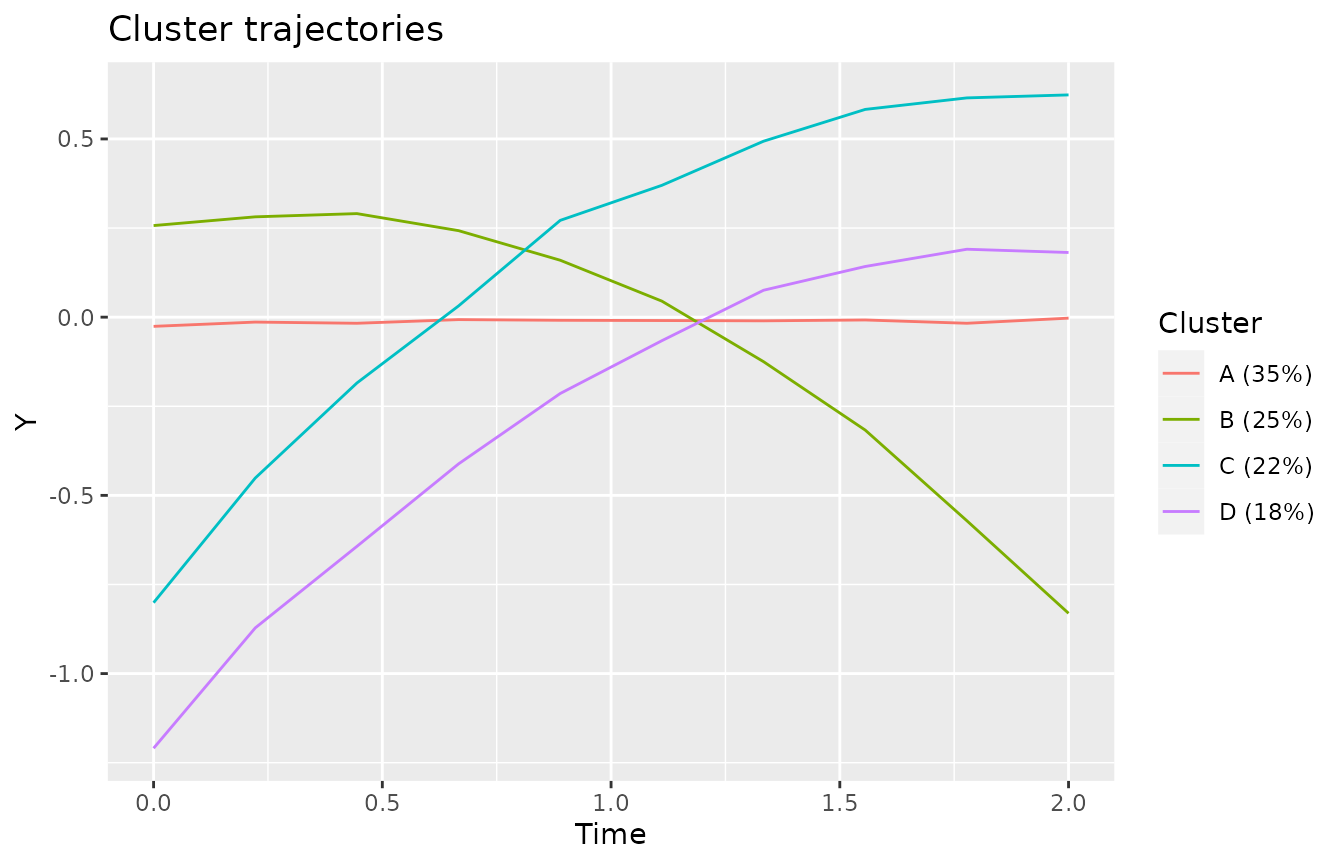 Cluster trajectories
0.5
0.0
-0.5
-1.0
Y
0.0 0.5 1.0 1.5 2.0
Time
Cluster
A (35%)
B (25%)
C (22%)
D (18%)